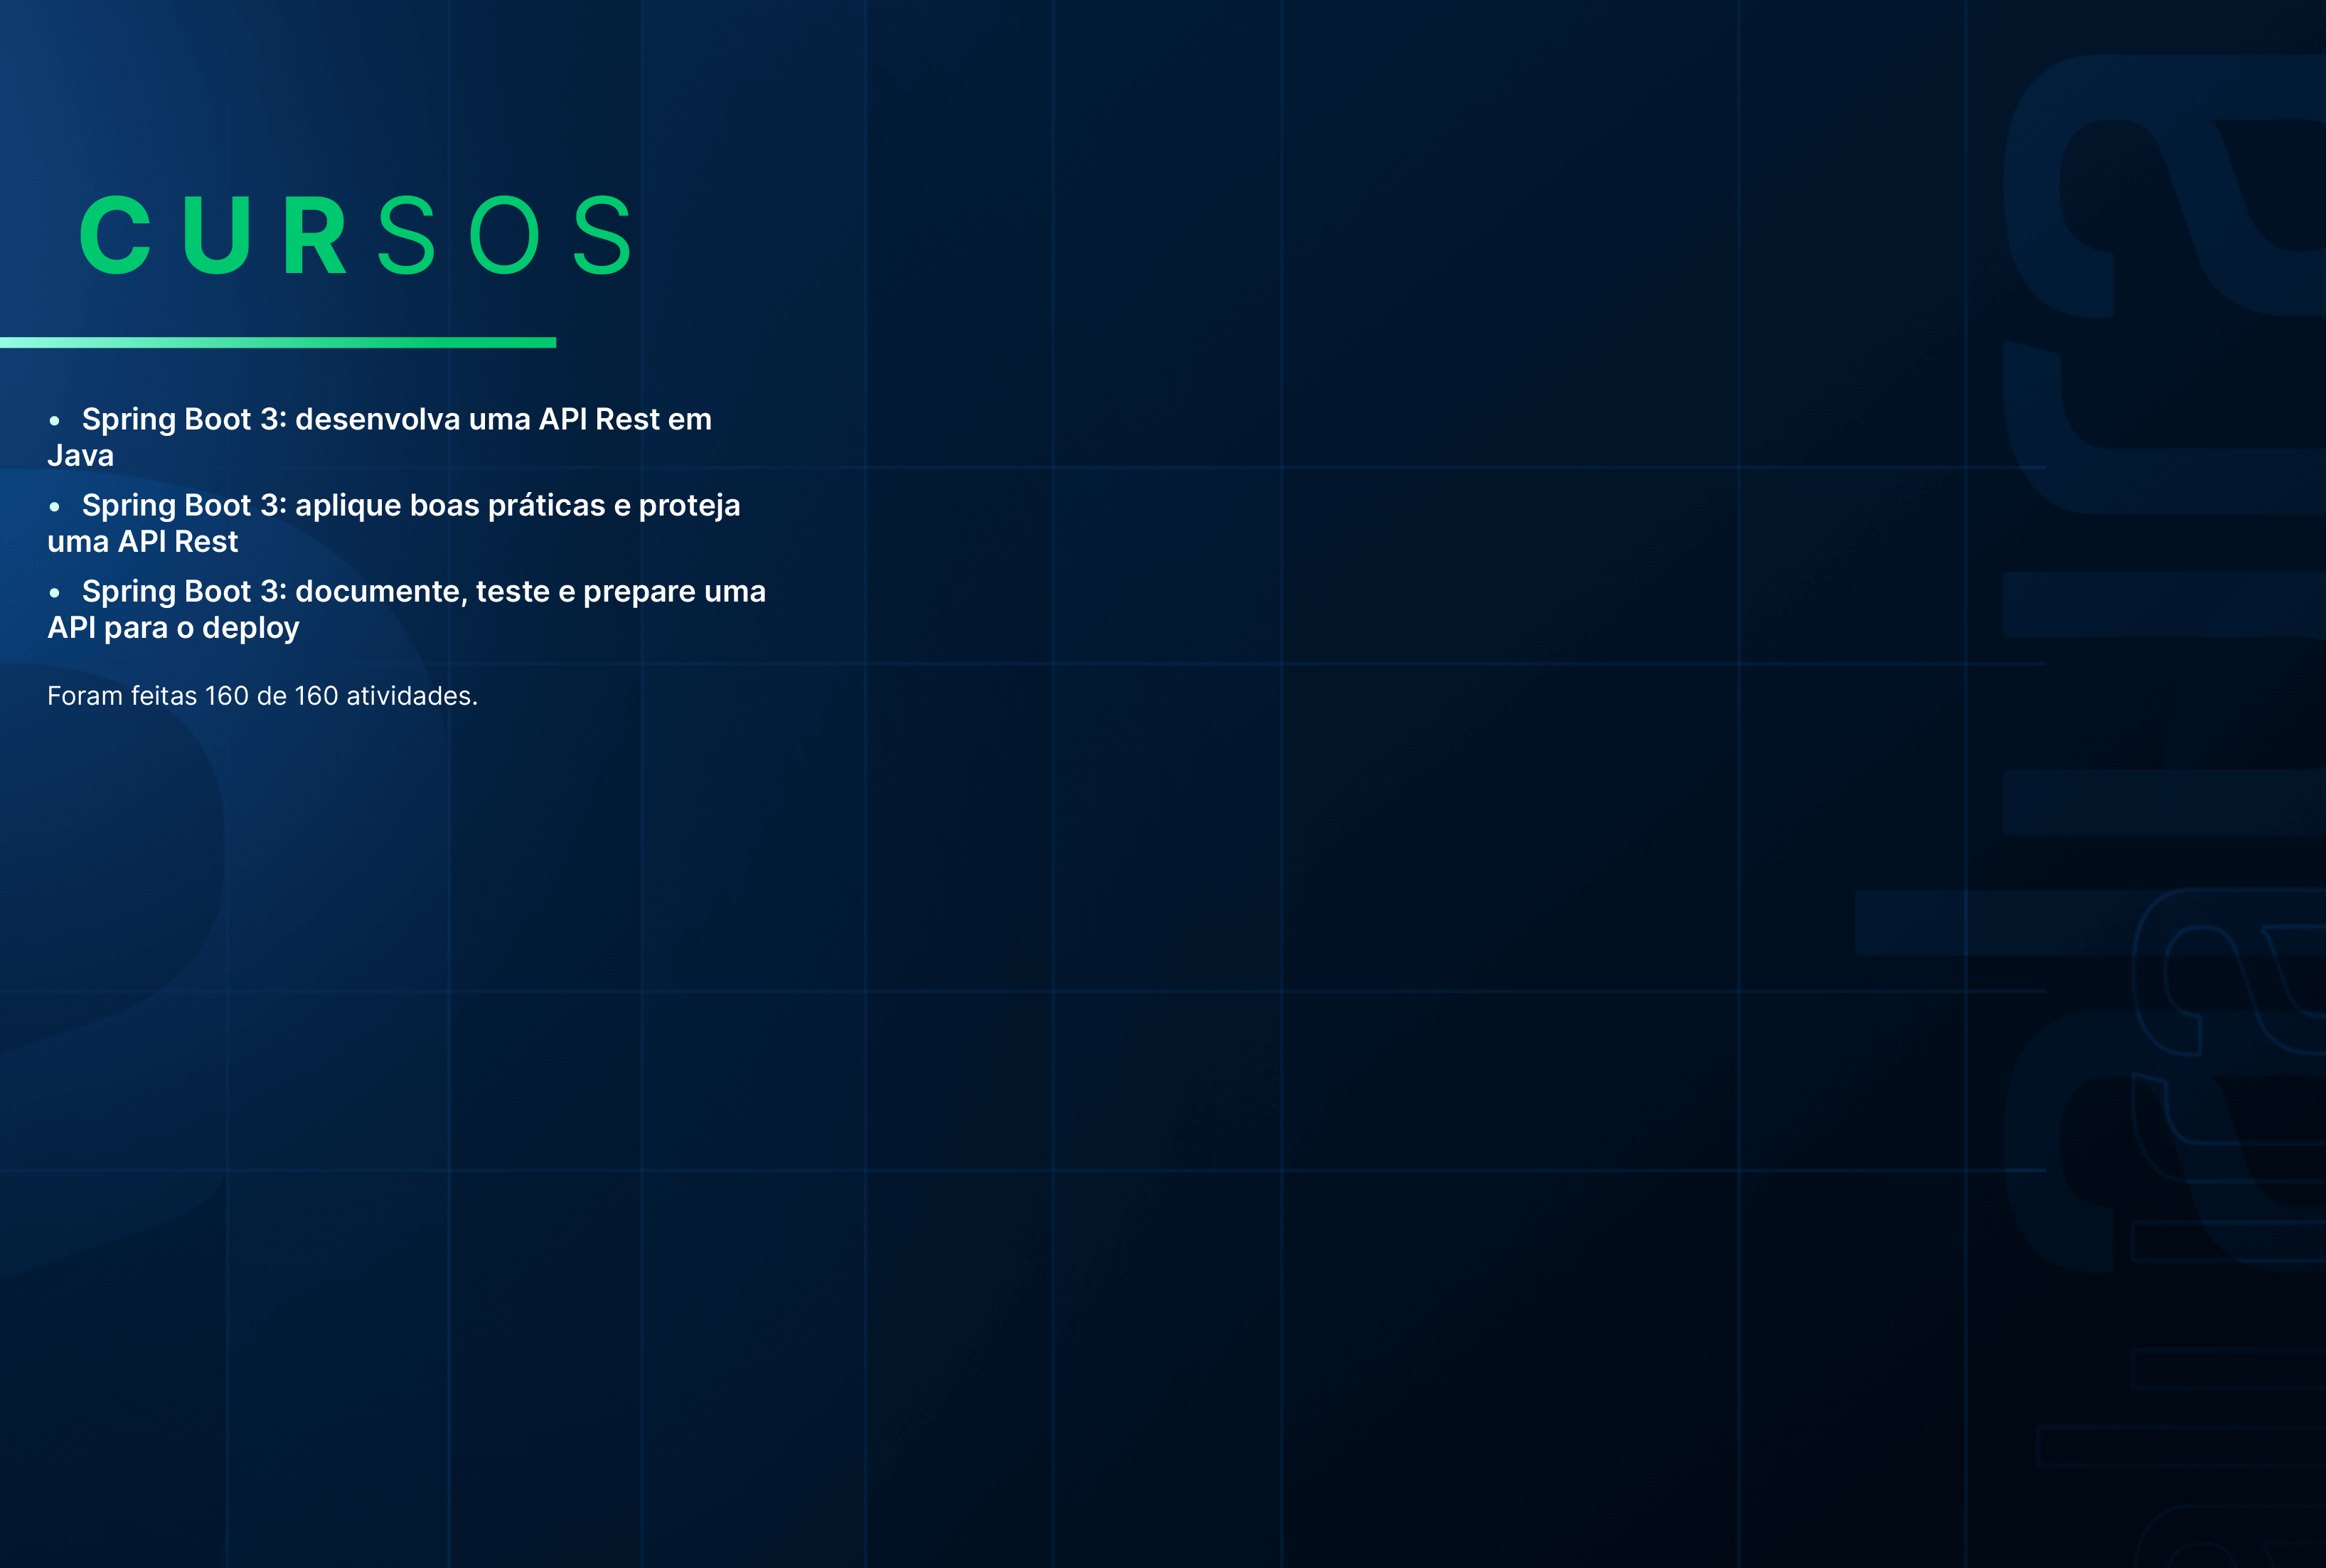 CURSOS
• Spring Boot 3: desenvolva uma API Rest em
Java
• Spring Boot 3: aplique boas práticas e proteja
uma API Rest
• Spring Boot 3: documente, teste e prepare uma
API para o deploy
Foram feitas 160 de 160 atividades.
alura